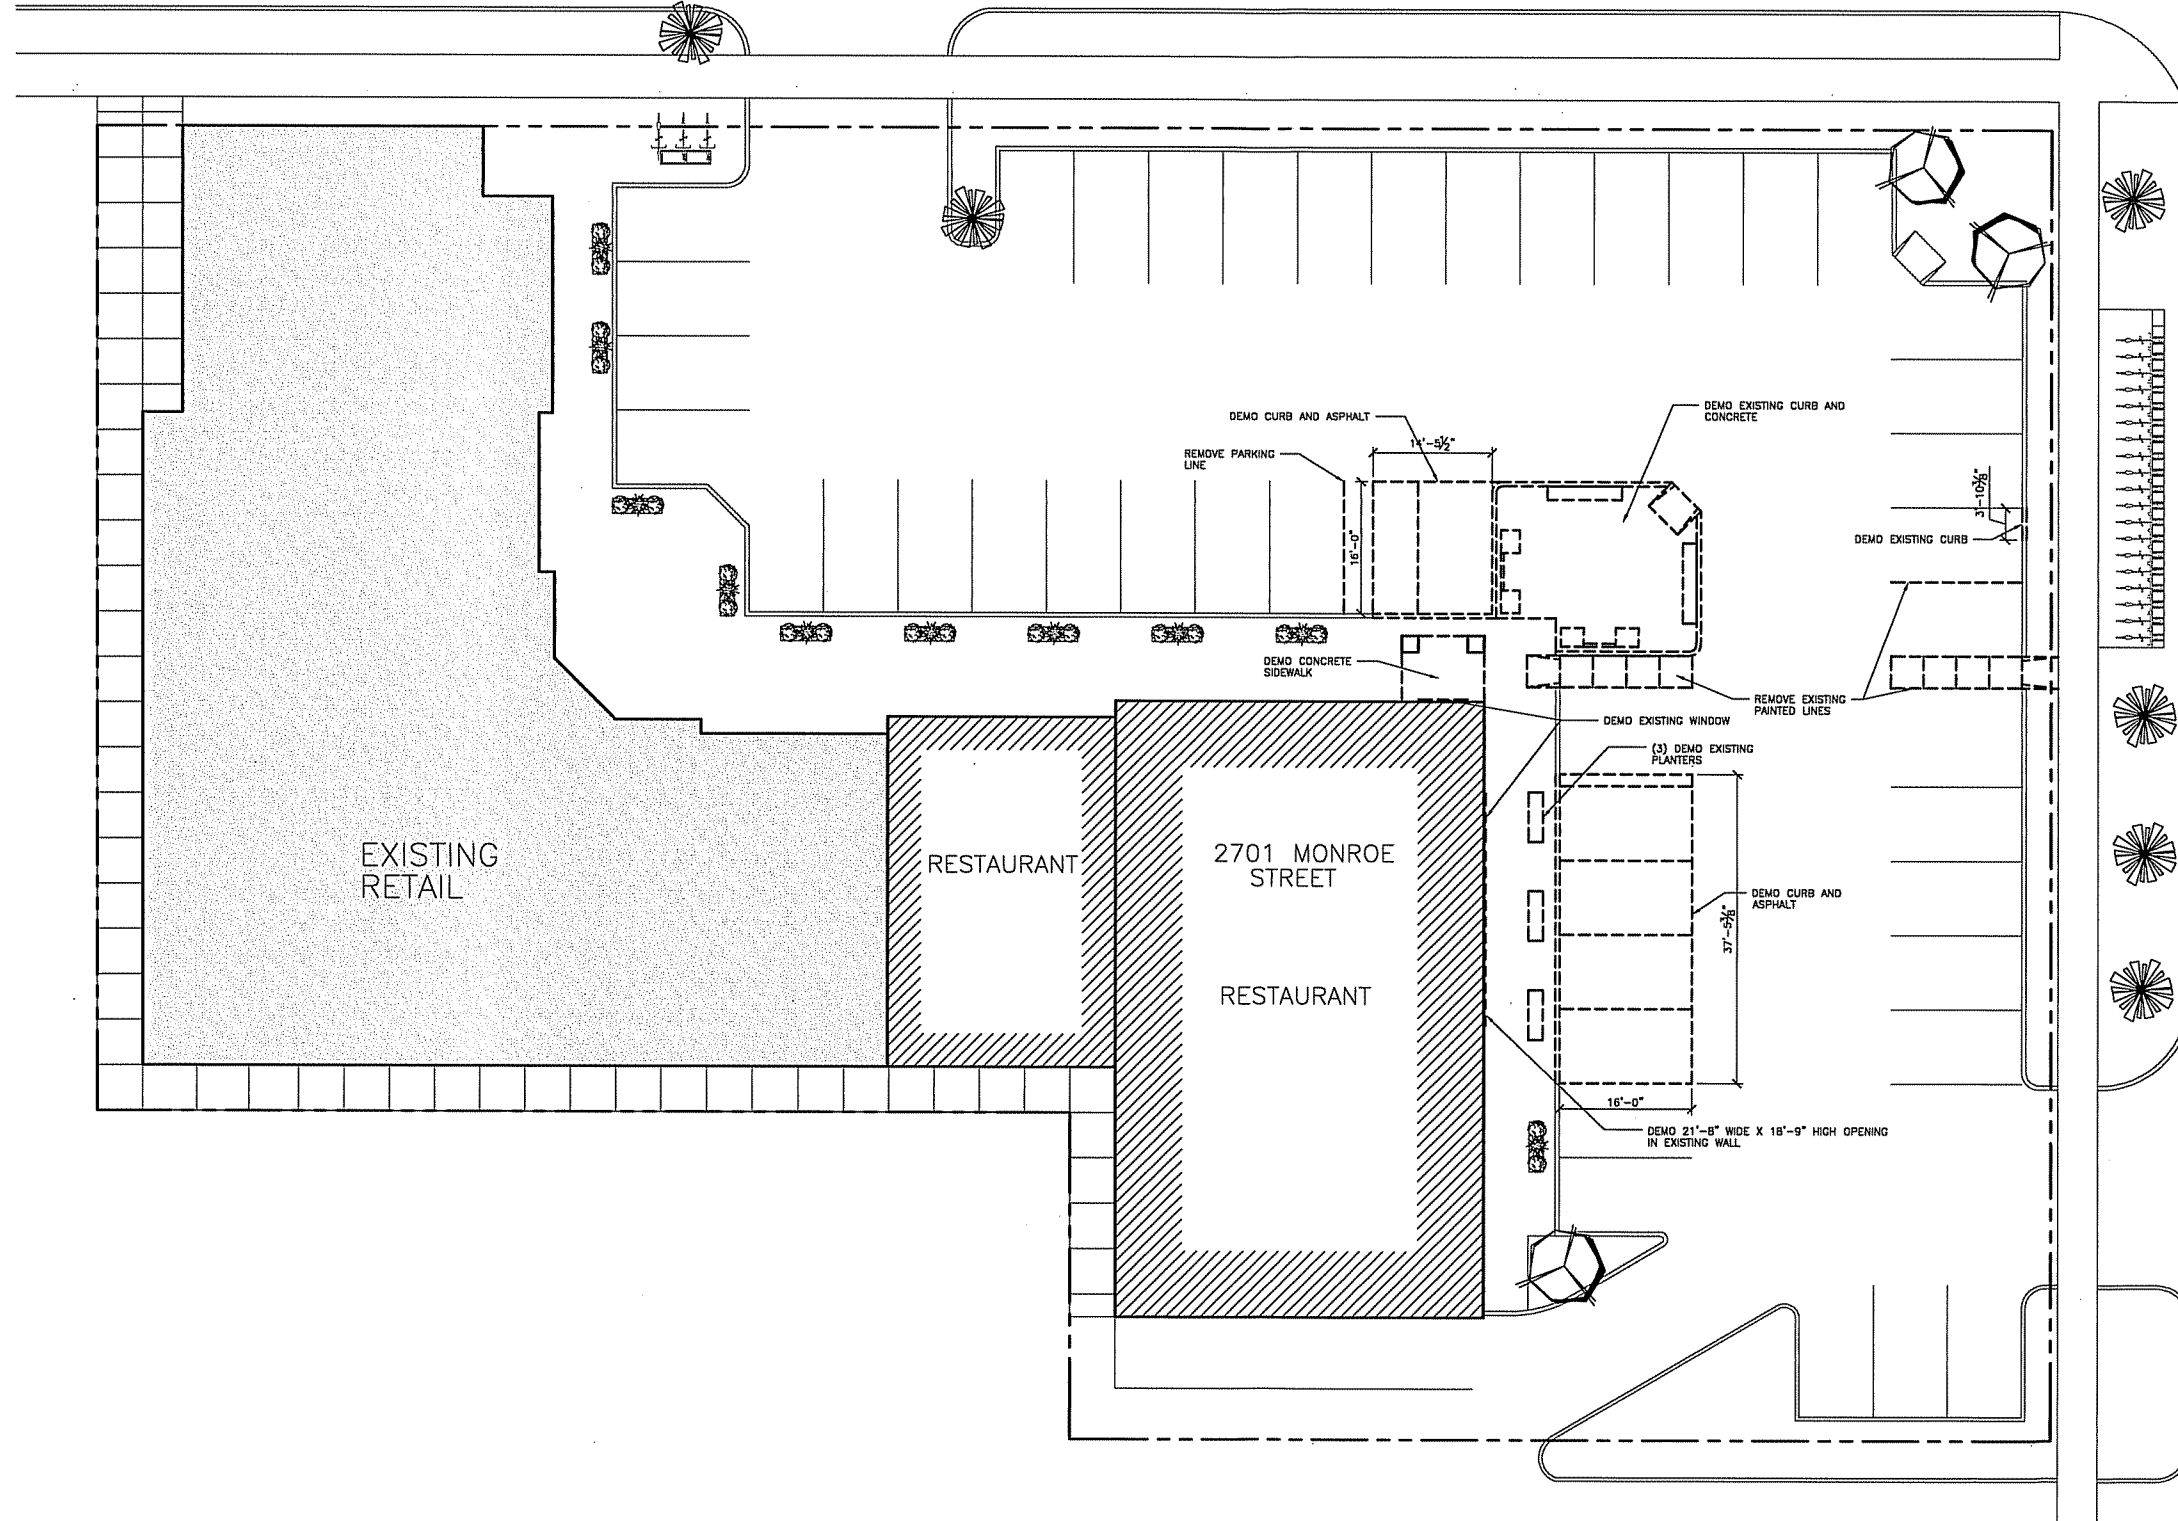 DEMO CURB AND ASPHALT
DEMO EXISTING CURB AND
CONCRETE
14'-5½"
REMOVE PARKING
LINE
16'-0"
3'-10⅜"
DEMO EXISTING CURB
DEMO CONCRETE
SIDEWALK
REMOVE EXISTING
PAINTED LINES
DEMO EXISTING WINDOW
(3) DEMO EXISTING
PLANTERS
EXISTING
RETAIL
RESTAURANT
2701 MONROE
STREET
RESTAURANT
DEMO CURB AND
ASPHALT
37'-5⅜"
16'-0"
DEMO 21'-8" WIDE X 18'-9" HIGH OPENING
IN EXISTING WALL